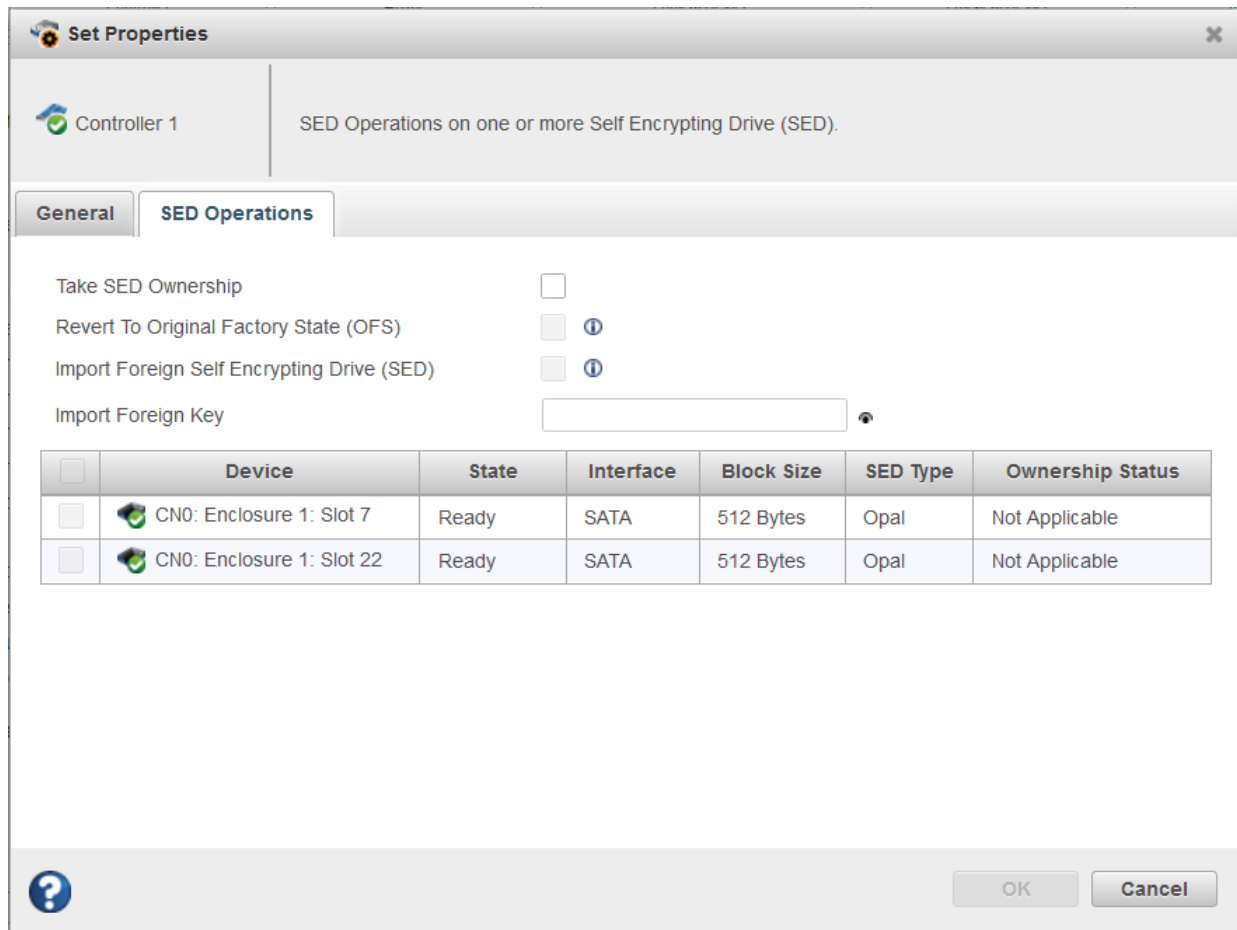 Set Properties
Controller 1
SED Operations on one or more Self Encrypting Drive (SED).
General SED Operations
Take SED Ownership
Revert To Original Factory State (OFS)
Import Foreign Self Encrypting Drive (SED)
Import Foreign Key
Device State Interface Block Size SED Type Ownership Status
CN0: Enclosure 1: Slot 7 Ready SATA 512 Bytes Opal Not Applicable
CN0: Enclosure 1: Slot 22 Ready SATA 512 Bytes Opal Not Applicable
OK Cancel